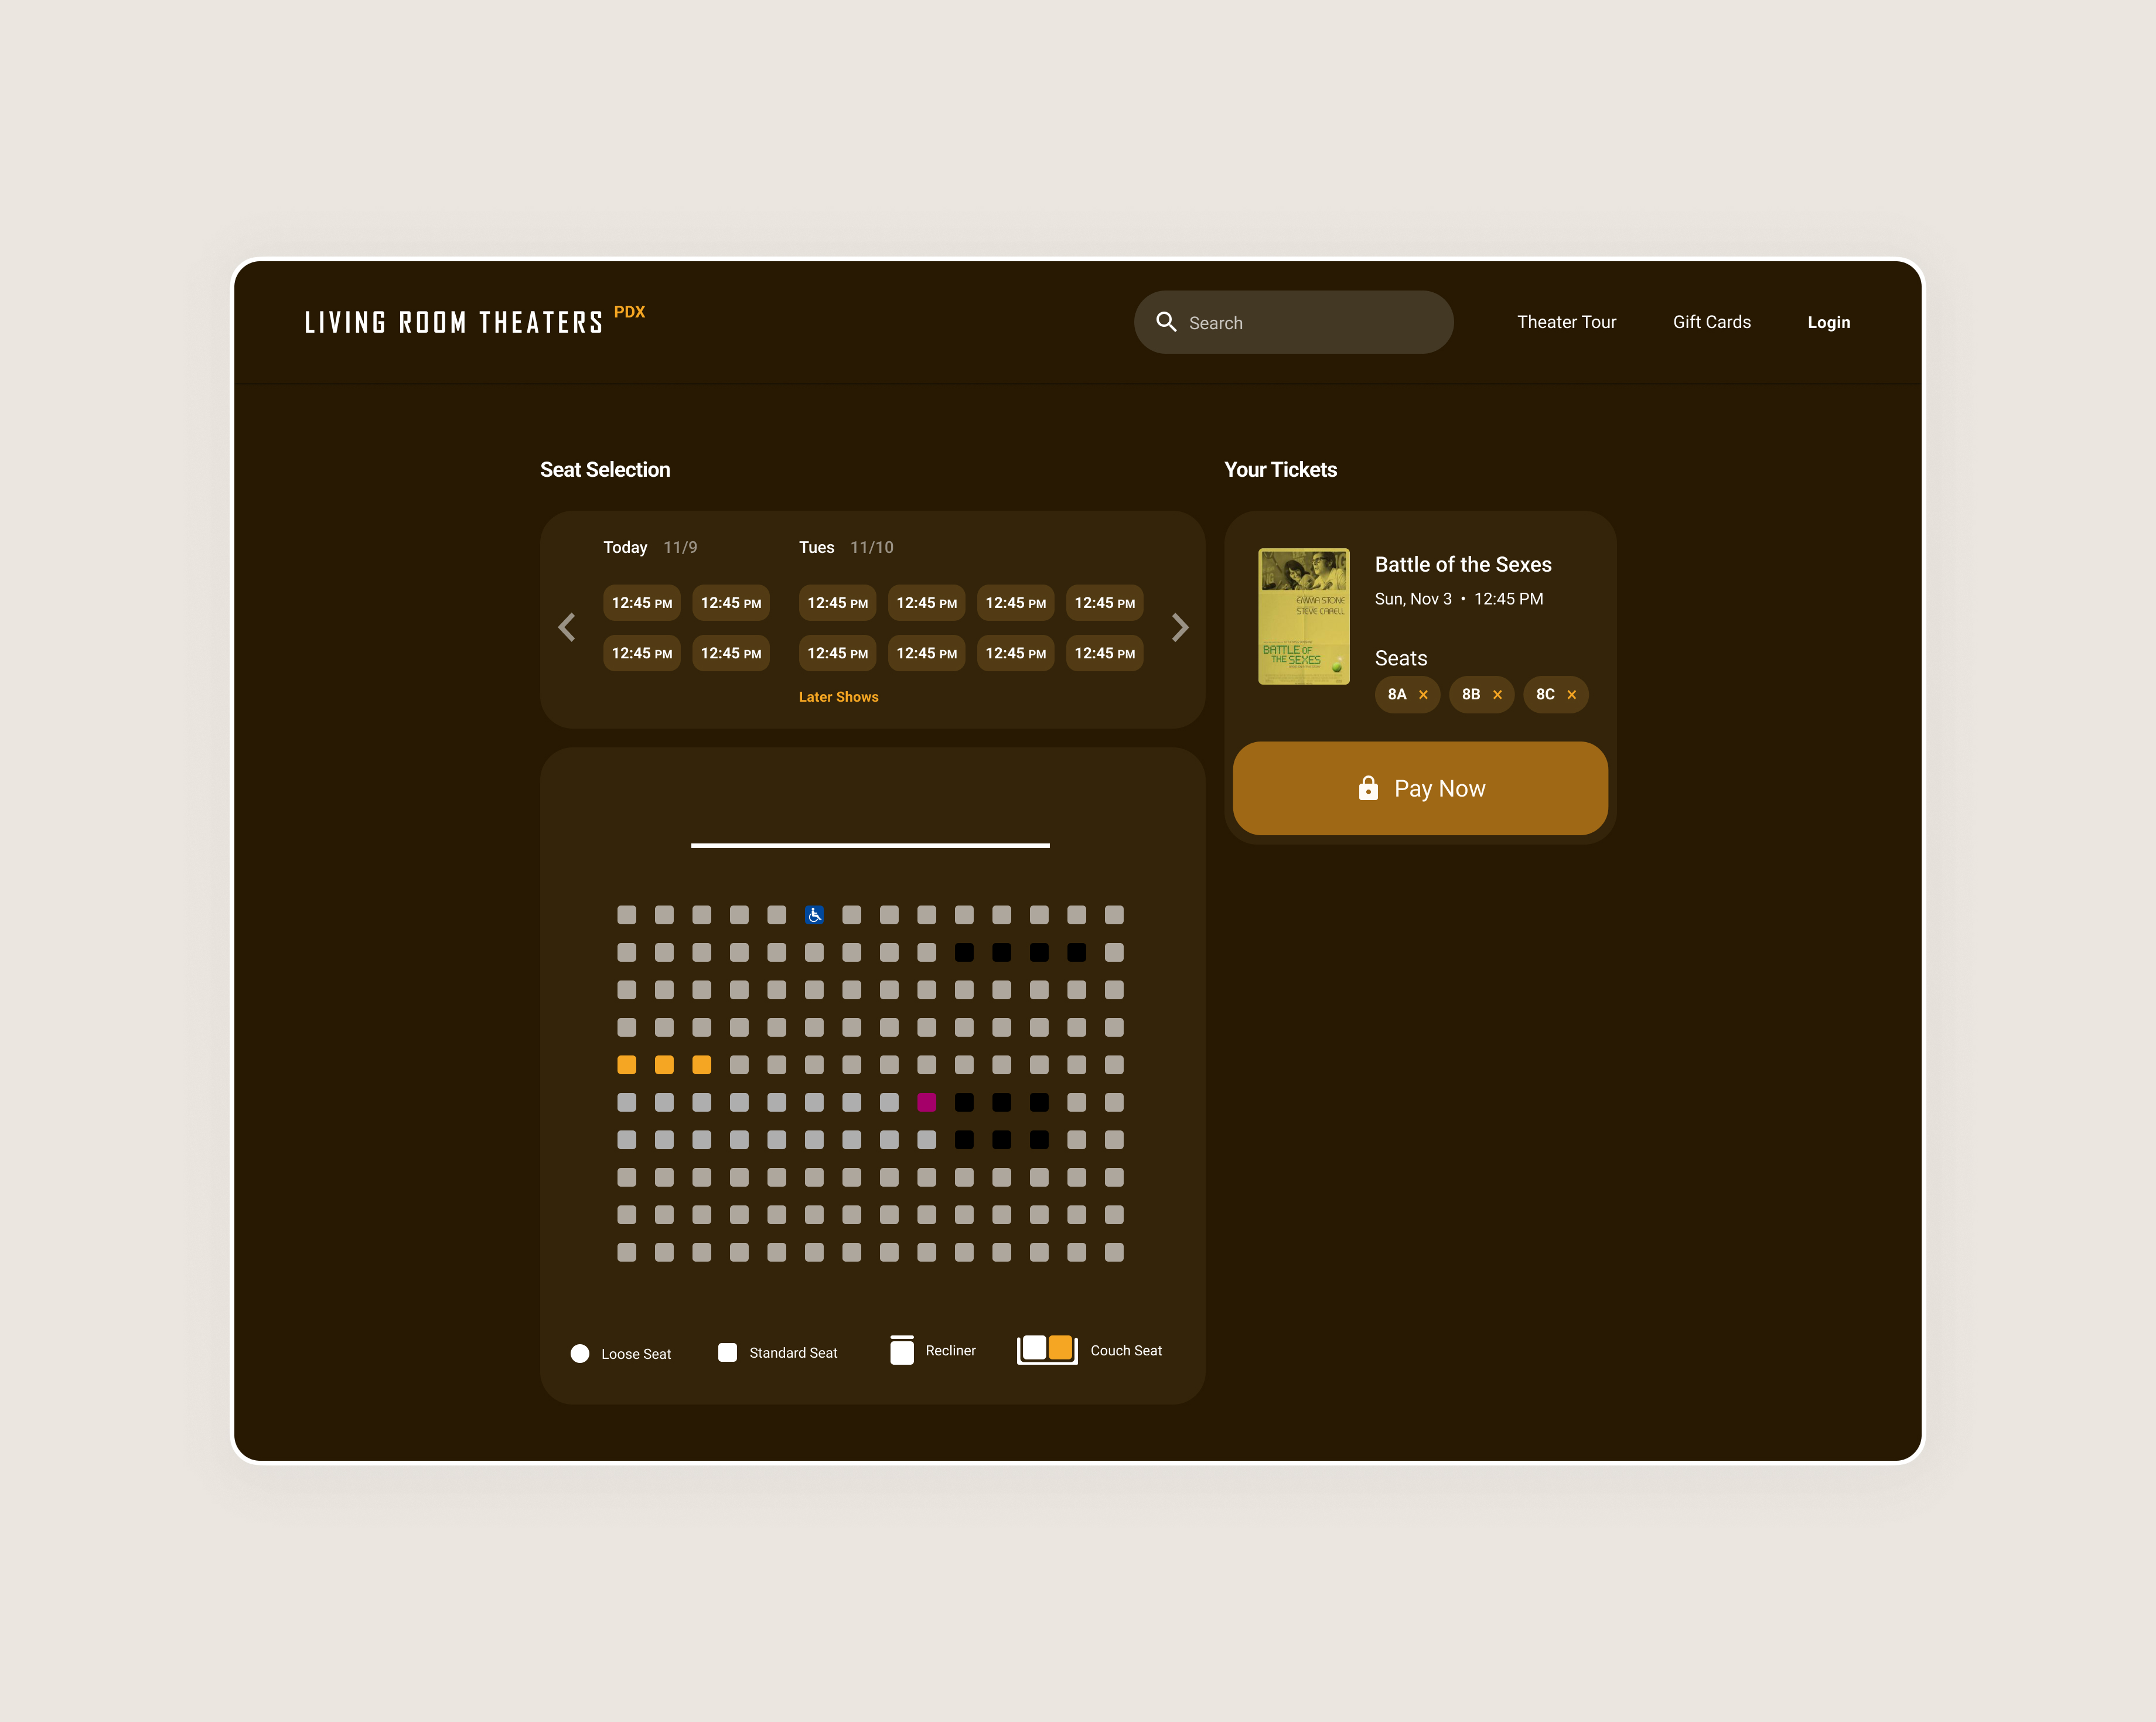 LIVING ROOM THEATERS PDX
Search
Theater Tour
Gift Cards
Login
Seat Selection
Today 11/9
Tues 11/10
12:45 PM 12:45 PM 12:45 PM 12:45 PM 12:45 PM 12:45 PM
12:45 PM 12:45 PM 12:45 PM 12:45 PM 12:45 PM 12:45 PM
Later Shows
Loose Seat
Standard Seat
Recliner
Couch Seat
Your Tickets
EMMA STONE
STEVE CARELL
BATTLE OF
THE SEXES
Battle of the Sexes
Sun, Nov 3 • 12:45 PM
Seats
8A × 8B × 8C ×
Pay Now